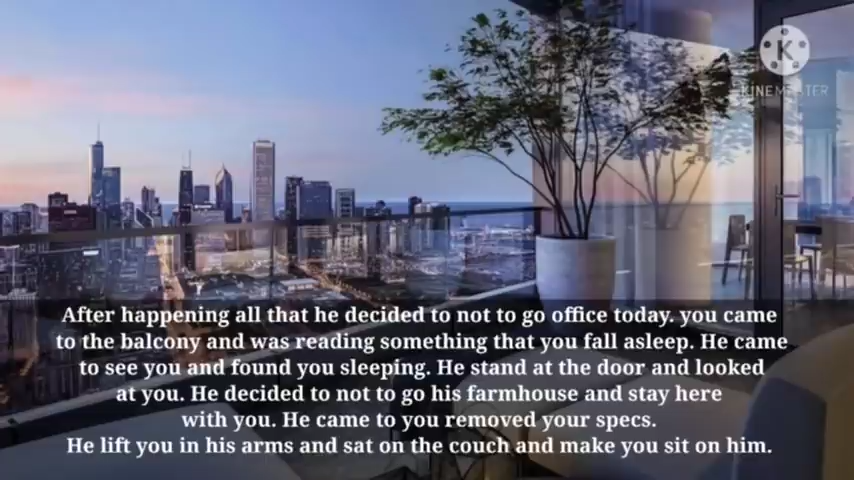 K
KINEMASTER
After happening all that he decided to not to go office today. you came
to the balcony and was reading something that you fall asleep. He came
to see you and found you sleeping. He stand at the door and looked
at you. He decided to not to go his farmhouse and stay here
with you. He came to you removed your specs.
He lift you in his arms and sat on the couch and make you sit on him.